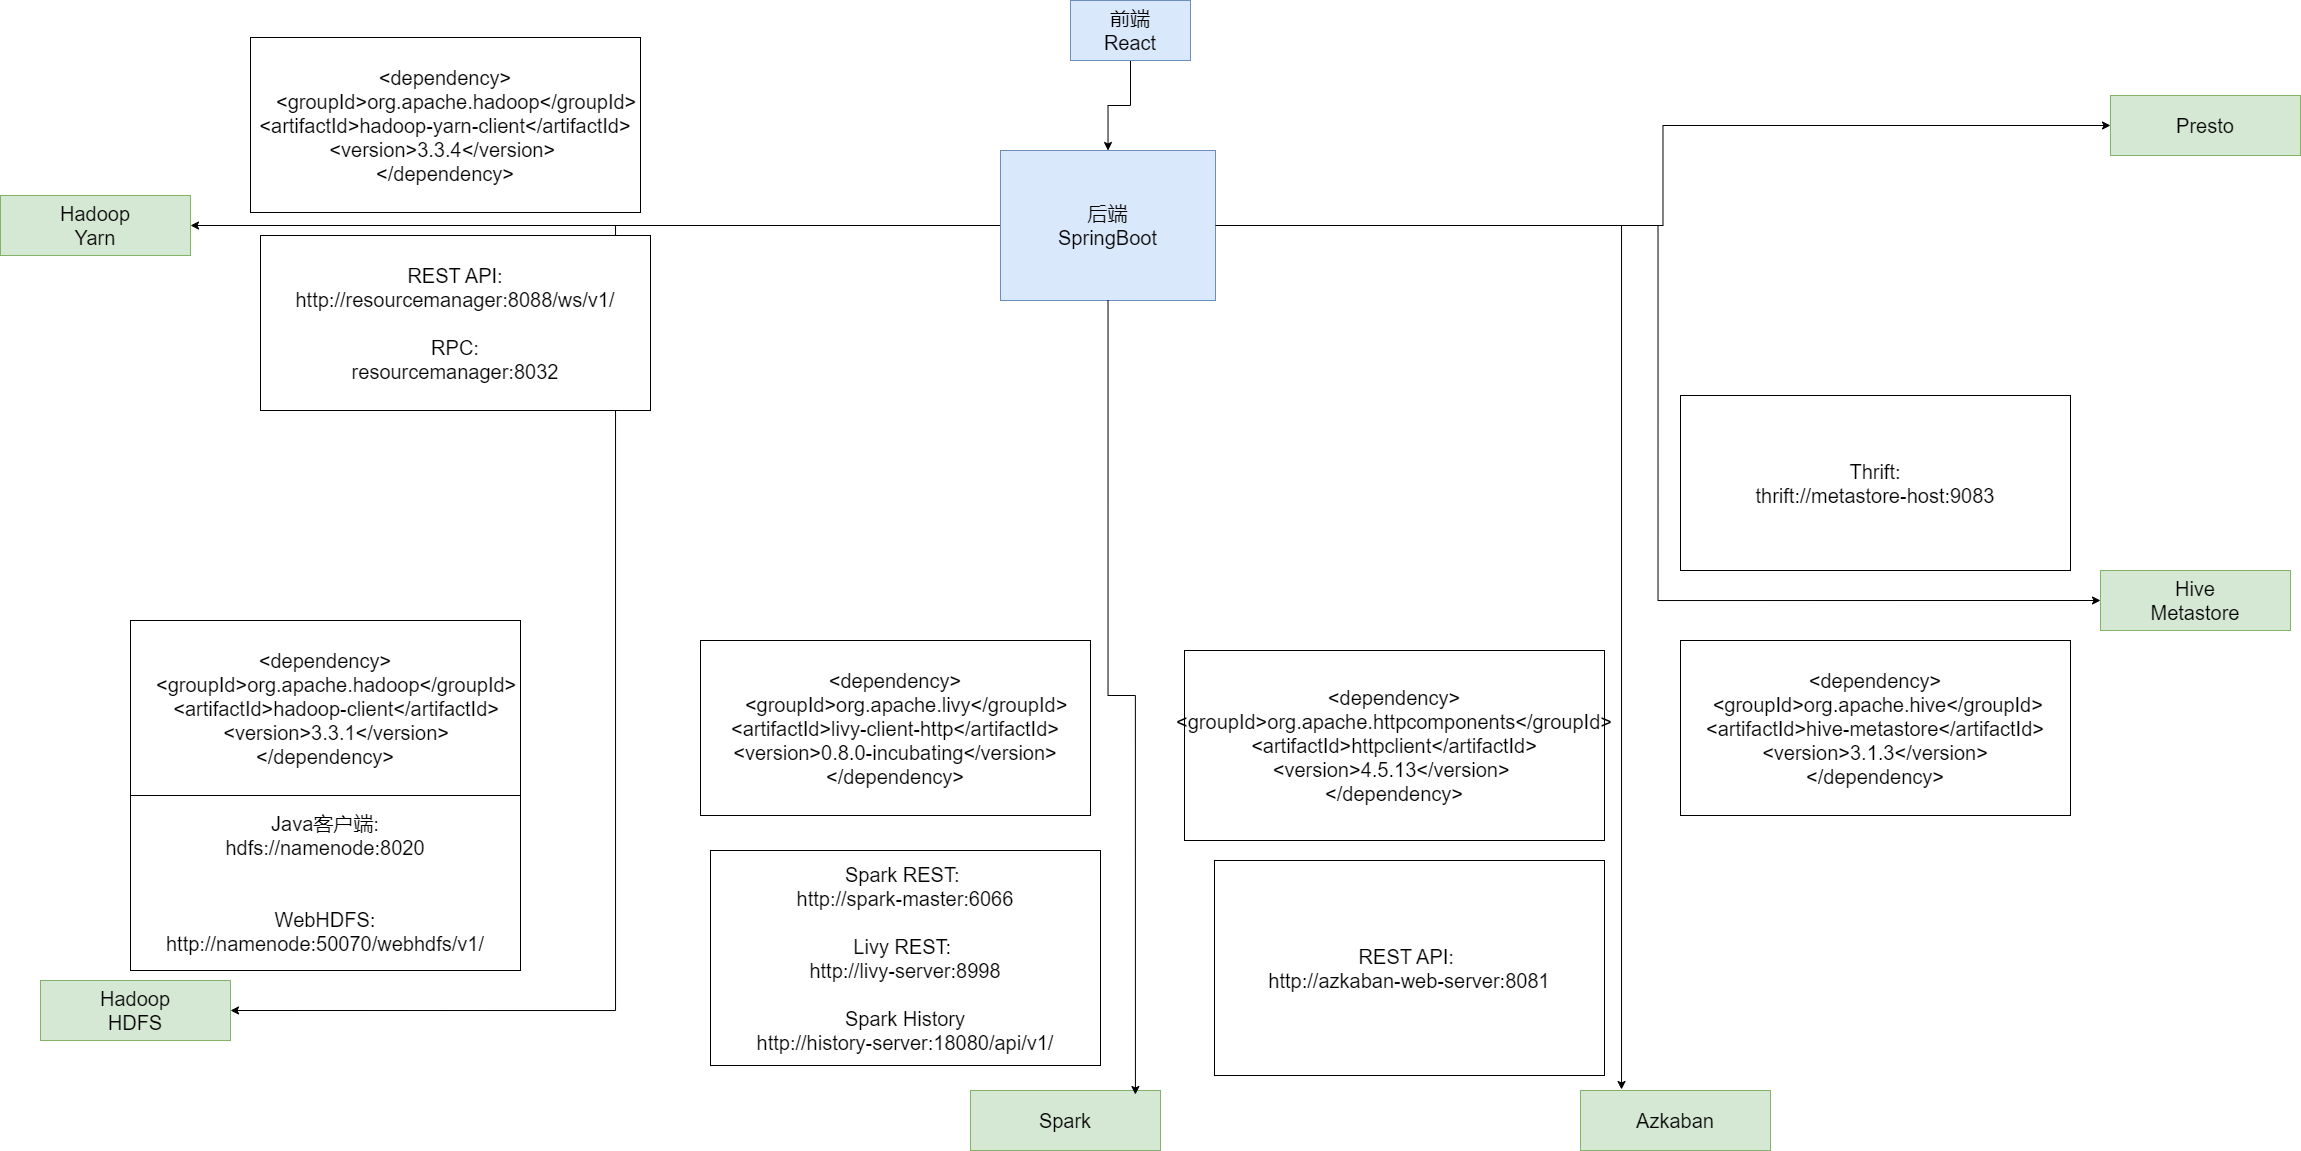 前端
React
<dependency>
<groupId>org.apache.hadoop</groupId>
<artifactId>hadoop-yarn-client</artifactId>
<version>3.3.4</version>
</dependency>
Presto
Hadoop
Yarn
后端
SpringBoot
REST API:
http://resourcemanager:8088/ws/v1/
RPC:
resourcemanager:8032
Thrift:
thrift://metastore-host:9083
Hive
Metastore
<dependency>
<groupId>org.apache.hadoop</groupId>
<artifactId>hadoop-client</artifactId>
<version>3.3.1</version>
</dependency>
Java客户端:
hdfs://namenode:8020
WebHDFS:
http://namenode:50070/webhdfs/v1/
Hadoop
HDFS
<dependency>
<groupId>org.apache.livy</groupId>
<artifactId>livy-client-http</artifactId>
<version>0.8.0-incubating</version>
</dependency>
Spark REST:
http://spark-master:6066
Livy REST:
http://livy-server:8998
Spark History
http://history-server:18080/api/v1/
Spark
<dependency>
<groupId>org.apache.httpcomponents</groupId>
<artifactId>httpclient</artifactId>
<version>4.5.13</version>
</dependency>
REST API:
http://azkaban-web-server:8081
Azkaban
<dependency>
<groupId>org.apache.hive</groupId>
<artifactId>hive-metastore</artifactId>
<version>3.1.3</version>
</dependency>